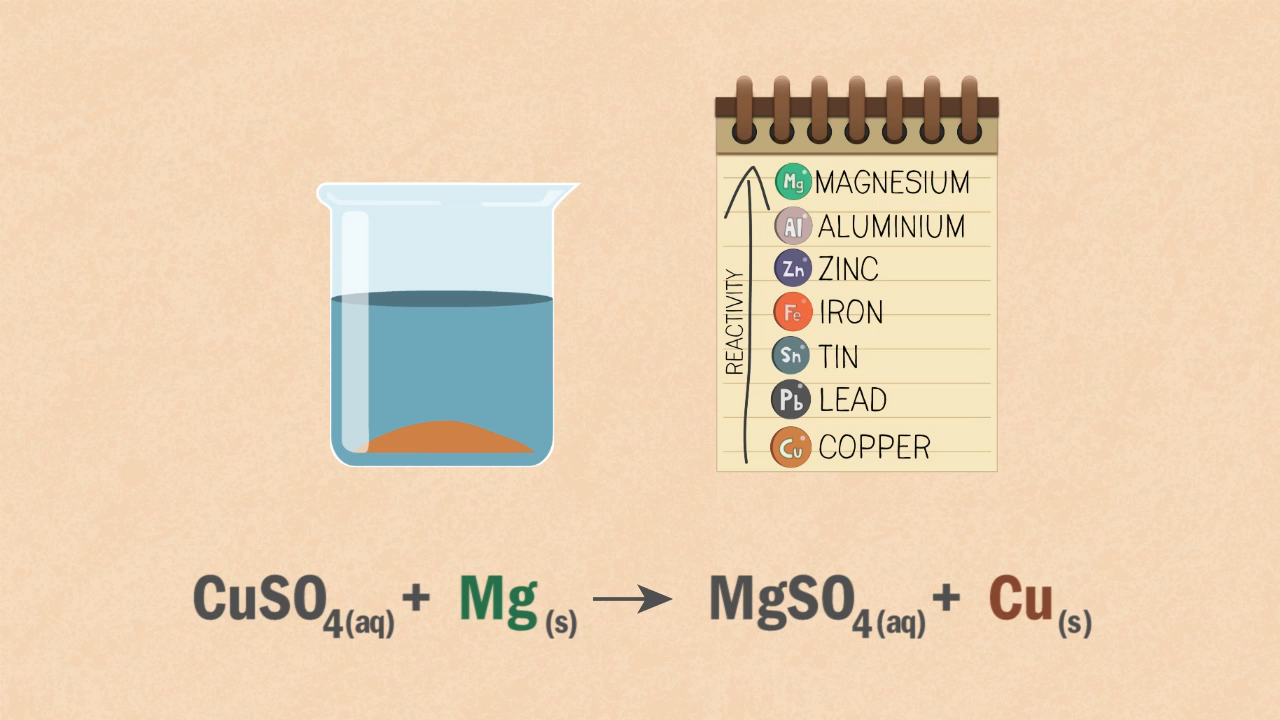 Mg MAGNESIUM
Al ALUMINIUM
Zn ZINC
Fe IRON
Sn TIN
Pb LEAD
Cu COPPER
REACTIVITY
CuSO4(aq) + Mg(s) → MgSO4(aq) + Cu(s)